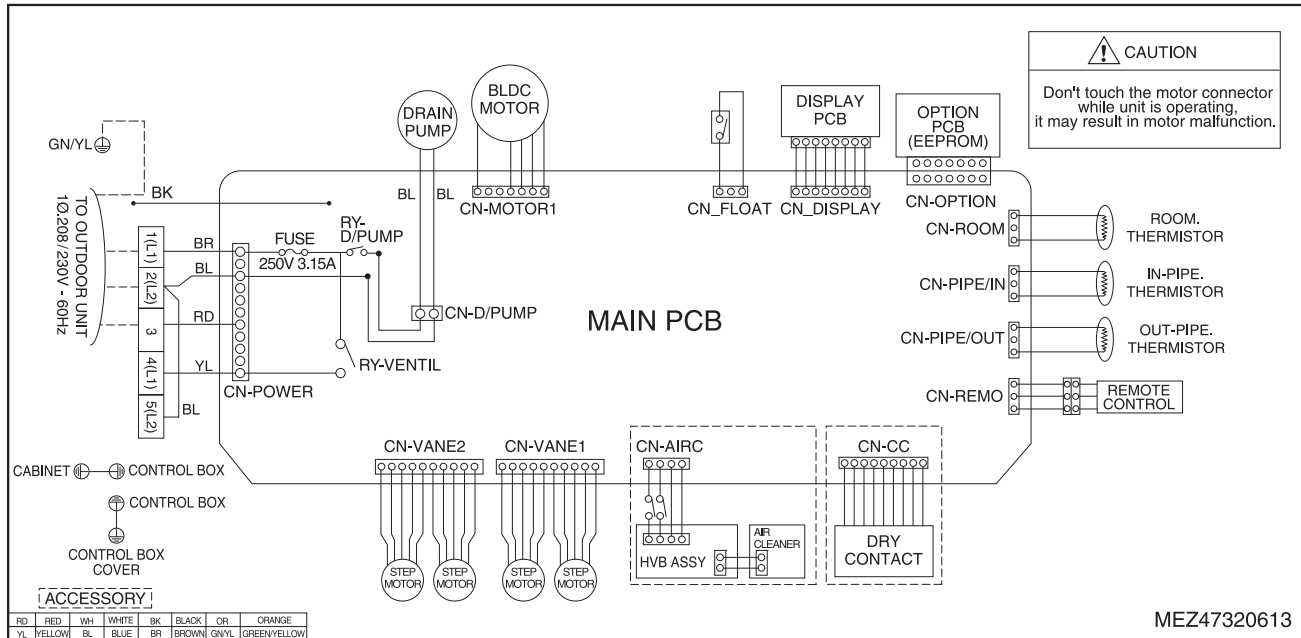 CAUTION
Don't touch the motor connector
while unit is operating,
it may result in motor malfunction.
BLDC
MOTOR
DRAIN
PUMP
DISPLAY
PCB
OPTION
PCB
(EEPROM)
GN/YL
BK
BL
BL
CN-MOTOR1
CN_FLOAT
CN_DISPLAY
CN-OPTION
TO OUTDOOR UNIT
1Ø.208/230V - 60Hz
1(L1)
2(L2)
3
4(L1)
5(L2)
BR
BL
RD
YL
BL
FUSE
250V 3.15A
RY-
D/PUMP
CN-D/PUMP
RY-VENTIL
CN-POWER
MAIN PCB
CN-ROOM
ROOM.
THERMISTOR
CN-PIPE/IN
IN-PIPE.
THERMISTOR
CN-PIPE/OUT
OUT-PIPE.
THERMISTOR
CN-REMO
REMOTE
CONTROL
CN-VANE2
CN-VANE1
CN-AIRC
CN-CC
CABINET
CONTROL BOX
CONTROL BOX
CONTROL BOX
COVER
STEP
MOTOR
STEP
MOTOR
STEP
MOTOR
STEP
MOTOR
HVB ASSY
AIR
CLEANER
DRY
CONTACT
ACCESSORY
RD RED WH WHITE BK BLACK OR ORANGE
YL YELLOW BL BLUE BR BROWN GN/YL GREEN/YELLOW
MEZ47320613